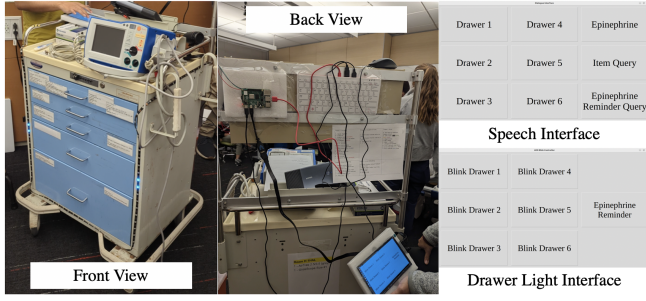 Front View
Back View
Drawer 1
Drawer 4
Epinephrine
Drawer 2
Drawer 5
Item Query
Drawer 3
Drawer 6
Epinephrine
Reminder Query
Speech Interface
Blink Drawer 1
Blink Drawer 4
Blink Drawer 2
Blink Drawer 5
Epinephrine
Reminder
Blink Drawer 3
Blink Drawer 6
Drawer Light Interface